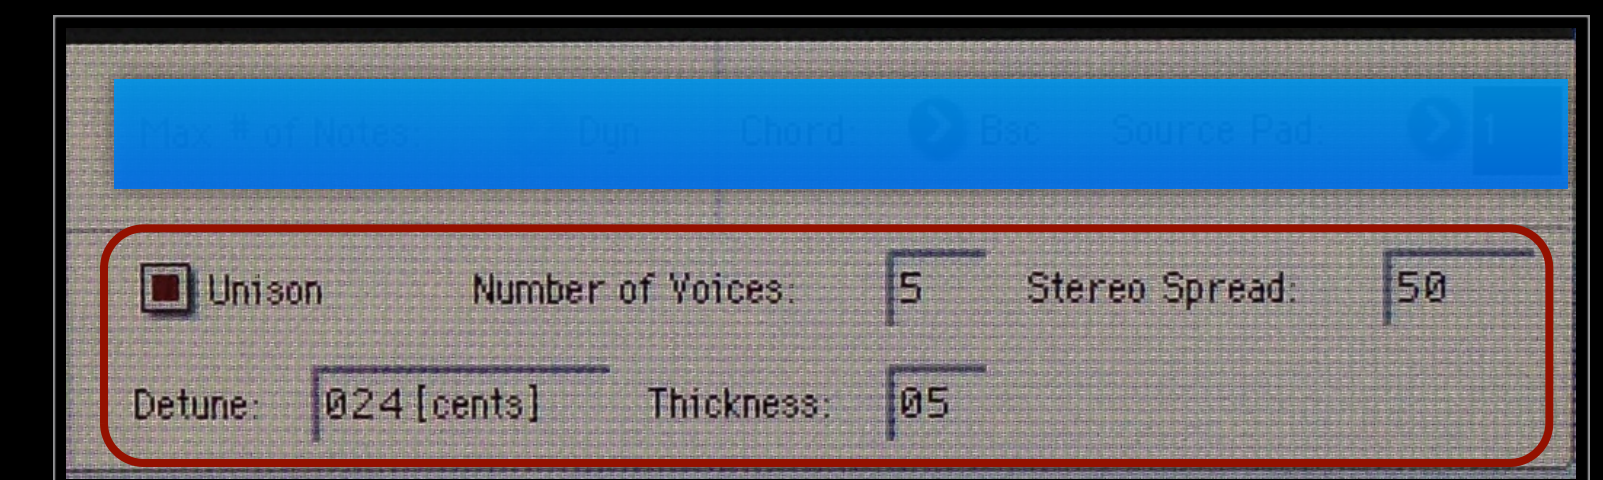 Max # of Notes: Dyn Chord: Bsc Source Pad: 1
Unison Number of Voices: 5 Stereo Spread: 50
Detune: 024 [cents] Thickness: 05